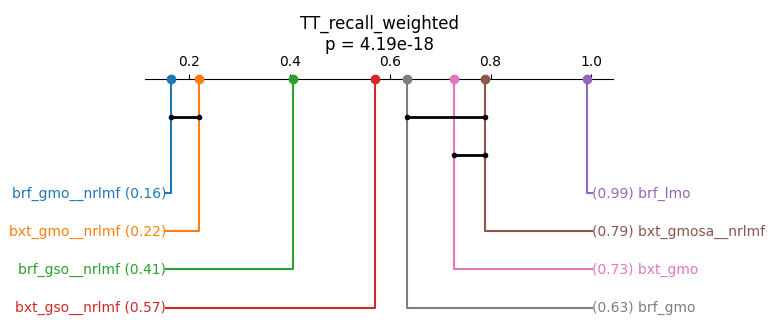 TT_recall_weighted
p = 4.19e-18
0.2 0.4 0.6 0.8 1.0
brf_gmo__nrlmf (0.16) (0.99) brf_lmo
bxt_gmo__nrlmf (0.22) (0.79) bxt_gmosa__nrlmf
brf_gso__nrlmf (0.41) (0.73) bxt_gmo
bxt_gso__nrlmf (0.57) (0.63) brf_gmo